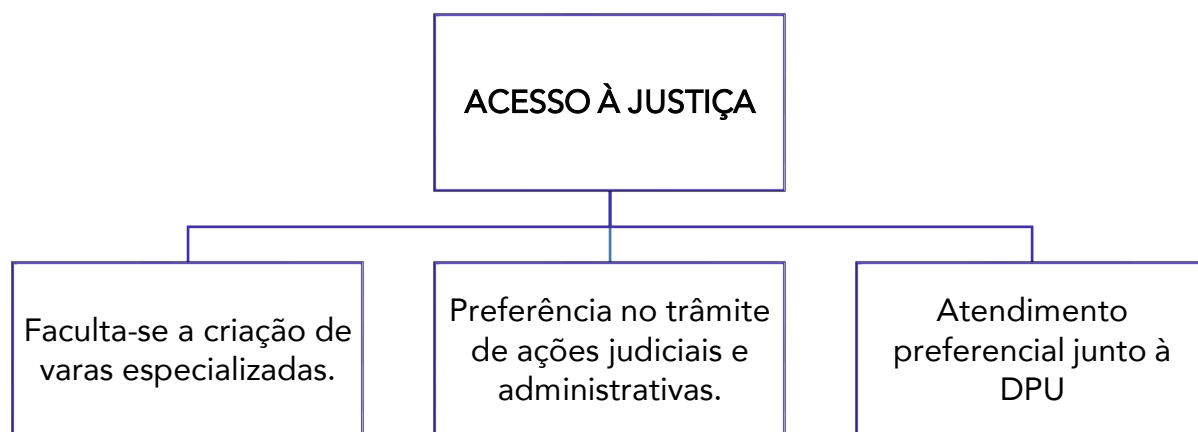 ACESSO À JUSTIÇA
Faculta-se a criação de
varas especializadas.
Preferência no trâmite
de ações judiciais e
administrativas.
Atendimento
preferencial junto à
DPU